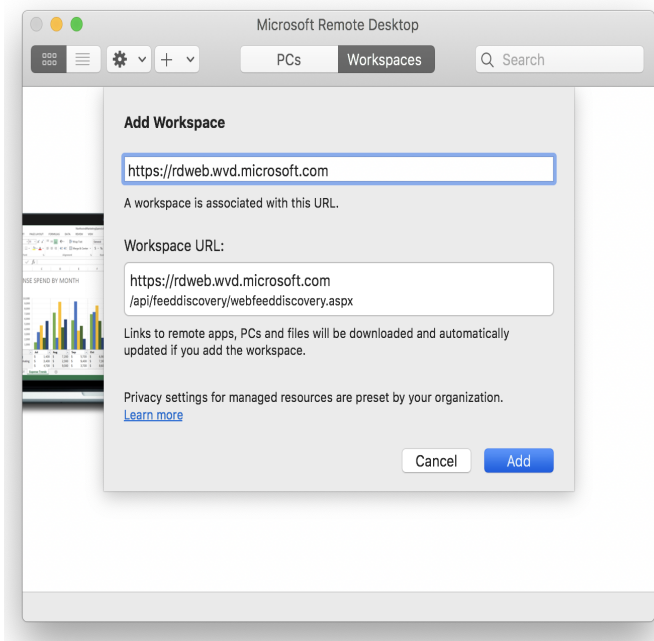 Microsoft Remote Desktop
PCs
Workspaces
Search
Add Workspace
https://rdweb.wvd.microsoft.com
A workspace is associated with this URL.
Workspace URL:
https://rdweb.wvd.microsoft.com
/api/feeddiscovery/webfeeddiscovery.aspx
Links to remote apps, PCs and files will be downloaded and automatically
updated if you add the workspace.
Privacy settings for managed resources are preset by your organization.
Learn more
Cancel
Add
NSE SPEND BY MONTH